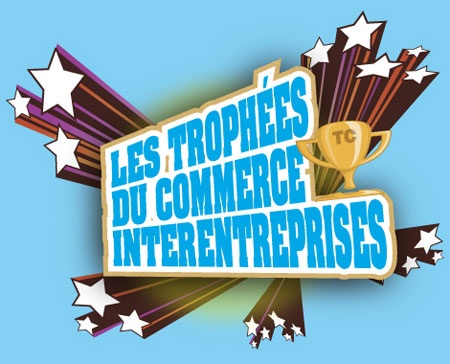 LES TROPHÉES
DU COMMERCE
INTERENTREPRISES
TC